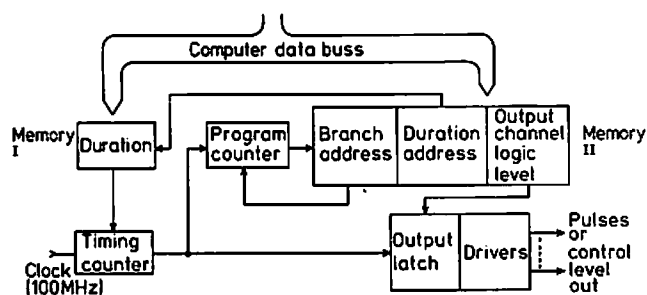 Computer data buss
Memory
I
Duration
Program
counter
Branch
address
Duration
address
Output
channel
logic
level
Memory
II
Timing
counter
Clock
(100MHz)
Output
latch
Drivers
Pulses
or
control
level
out